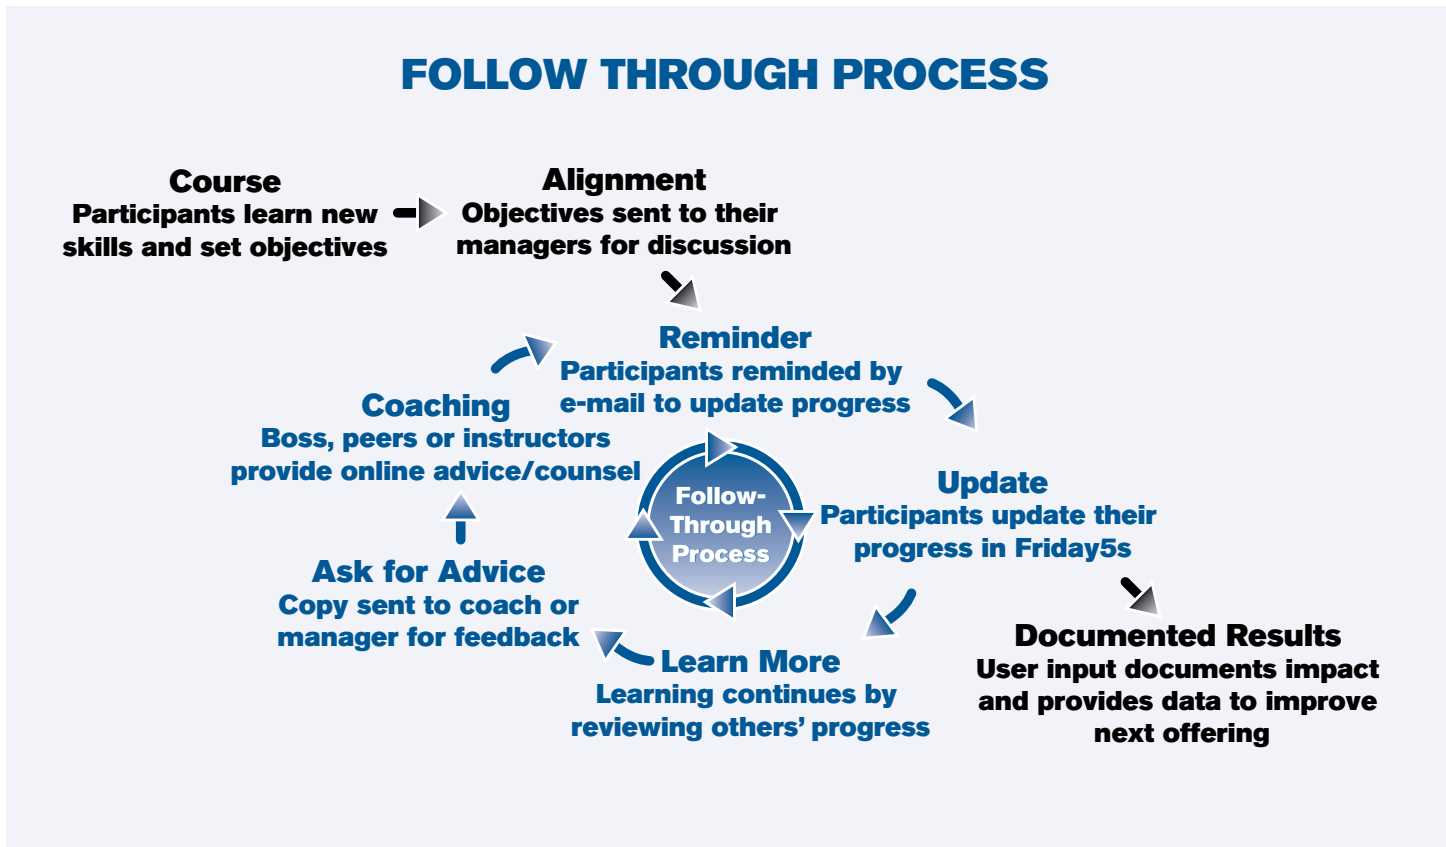 FOLLOW THROUGH PROCESS
Course
Participants learn new
skills and set objectives
Alignment
Objectives sent to their
managers for discussion
Reminder
Participants reminded by
e-mail to update progress
Update
Participants update their
progress in Friday5s
Documented Results
User input documents impact
and provides data to improve
next offering
Learn More
Learning continues by
reviewing others’ progress
Ask for Advice
Copy sent to coach or
manager for feedback
Coaching
Boss, peers or instructors
provide online advice/counsel
Follow-
Through
Process